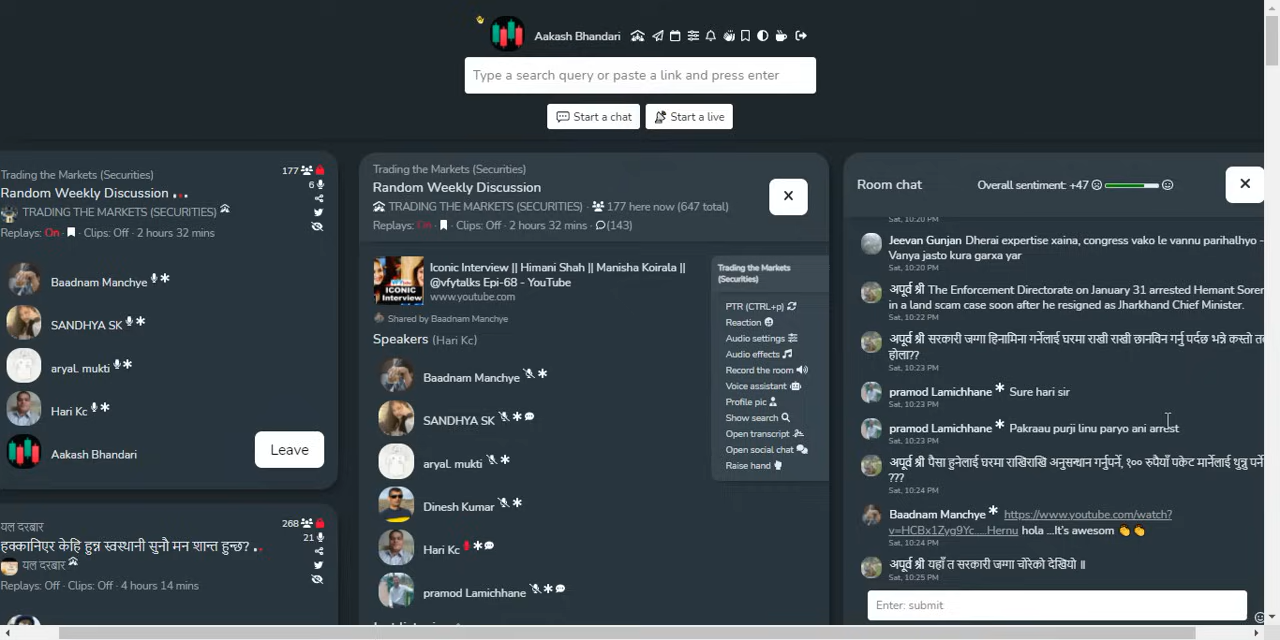 Aakash Bhandari
Type a search query or paste a link and press enter
Start a chat
Start a live
Trading the Markets (Securities)
177
Random Weekly Discussion
6
TRADING THE MARKETS (SECURITIES)
Replays: On · Clips: Off · 2 hours 32 mins
Baadnam Manchye
SANDHYA SK
aryal. mukti
Hari Kc
Aakash Bhandari
Leave
यल दरबार
268
21
हक्कानिएर केहि हुन्न स्वस्थानी सुनौ मन शान्त हुन्छ?
यल दरबार
Replays: Off · Clips: Off · 4 hours 14 mins
Trading the Markets (Securities)
Random Weekly Discussion
TRADING THE MARKETS (SECURITIES) · 177 here now (647 total)
Replays: On · Clips: Off · 2 hours 32 mins · (143)
Iconic Interview || Himani Shah || Manisha Koirala ||
@vfytalks Epi-68 - YouTube
www.youtube.com
ICONIC
Interview
Shared by Baadnam Manchye
Speakers (Hari Kc)
Baadnam Manchye
SANDHYA SK
aryal. mukti
Dinesh Kumar
Hari Kc
pramod Lamichhane
Trading the Markets
(Securities)
PTR (CTRL+p)
Reaction
Audio settings
Audio effects
Record the room
Voice assistant
Profile pic
Show search
Open transcript
Open social chat
Raise hand
Room chat
Overall sentiment: +47
Sat, 10:20 PM
Jeevan Gunjan Dherai expertise xaina, congress vako le vannu parihalhyo -
Vanya jasto kura garxa yar
Sat, 10:20 PM
अपूर्व श्री The Enforcement Directorate on January 31 arrested Hemant Soren
in a land scam case soon after he resigned as Jharkhand Chief Minister.
Sat, 10:22 PM
अपूर्व श्री सरकारी जग्गा हिनामिना गर्नेलाई घरमा राखी राखी छानविन गर्नु पर्दछ भन्ने कस्तो
होला??
Sat, 10:23 PM
pramod Lamichhane Sure hari sir
Sat, 10:23 PM
pramod Lamichhane Pakraau purji linu paryo ani arrest
Sat, 10:23 PM
अपूर्व श्री पैसा हुनेलाई घरमा राखिराखि अनुसन्धान गर्नुपर्ने, १०० रुपैयाँ पकेट मार्नेलाई थुन्नु पर्ने
???
Sat, 10:24 PM
Baadnam Manchye https://www.youtube.com/watch?
v=HCBx1Zyg9Yc.....Hernu hola ...It's awesom
Sat, 10:24 PM
अपूर्व श्री यहाँ त सरकारी जग्गा चोरेको देखियो ॥
Sat, 10:25 PM
Enter: submit